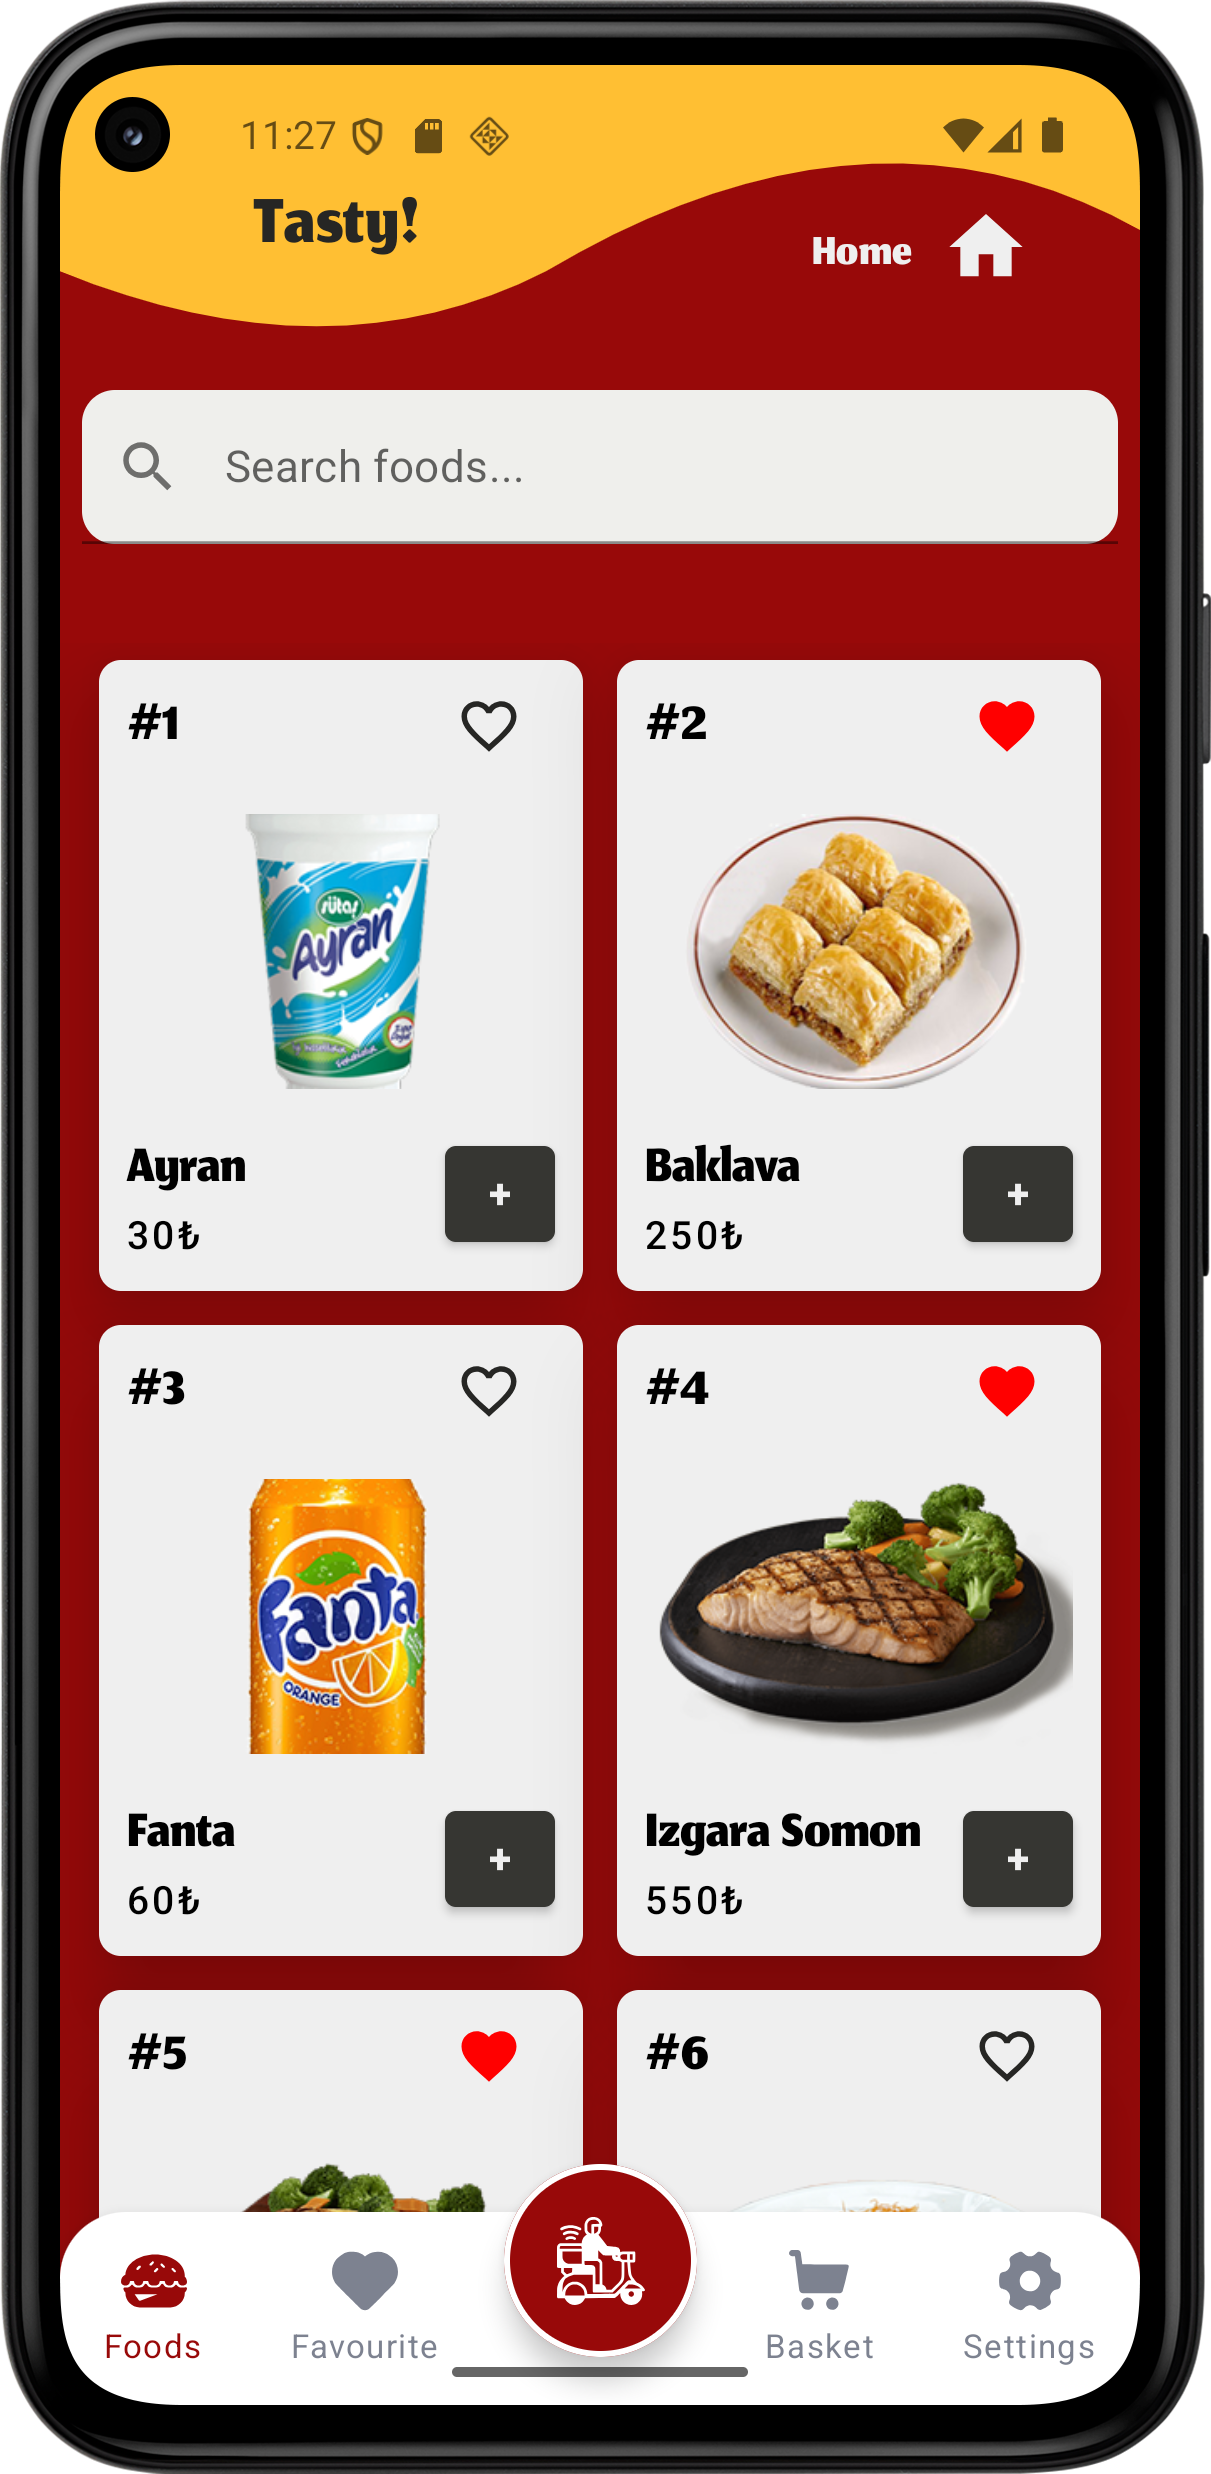 11:27
Tasty!
Home
Search foods...
#1
#2
sütaş
Ayran
Ayran
30₺
+
Baklava
250₺
+
#3
#4
Fanta
ORANGE
Fanta
60₺
+
Izgara Somon
550₺
+
#5
#6
Foods
Favourite
Basket
Settings